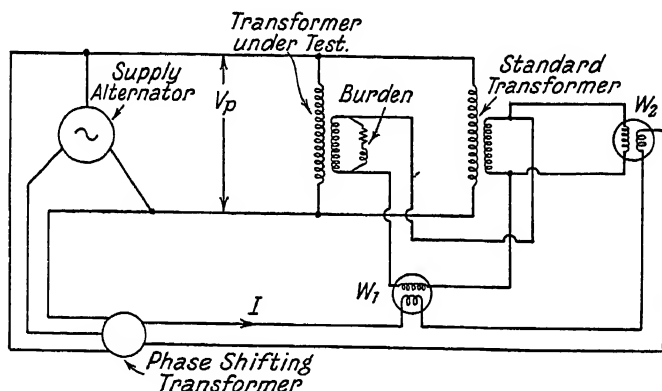 Transformer
under Test.
Supply
Alternator
Vp
Burden
Standard
Transformer
W2
W1
I
Phase Shifting
Transformer